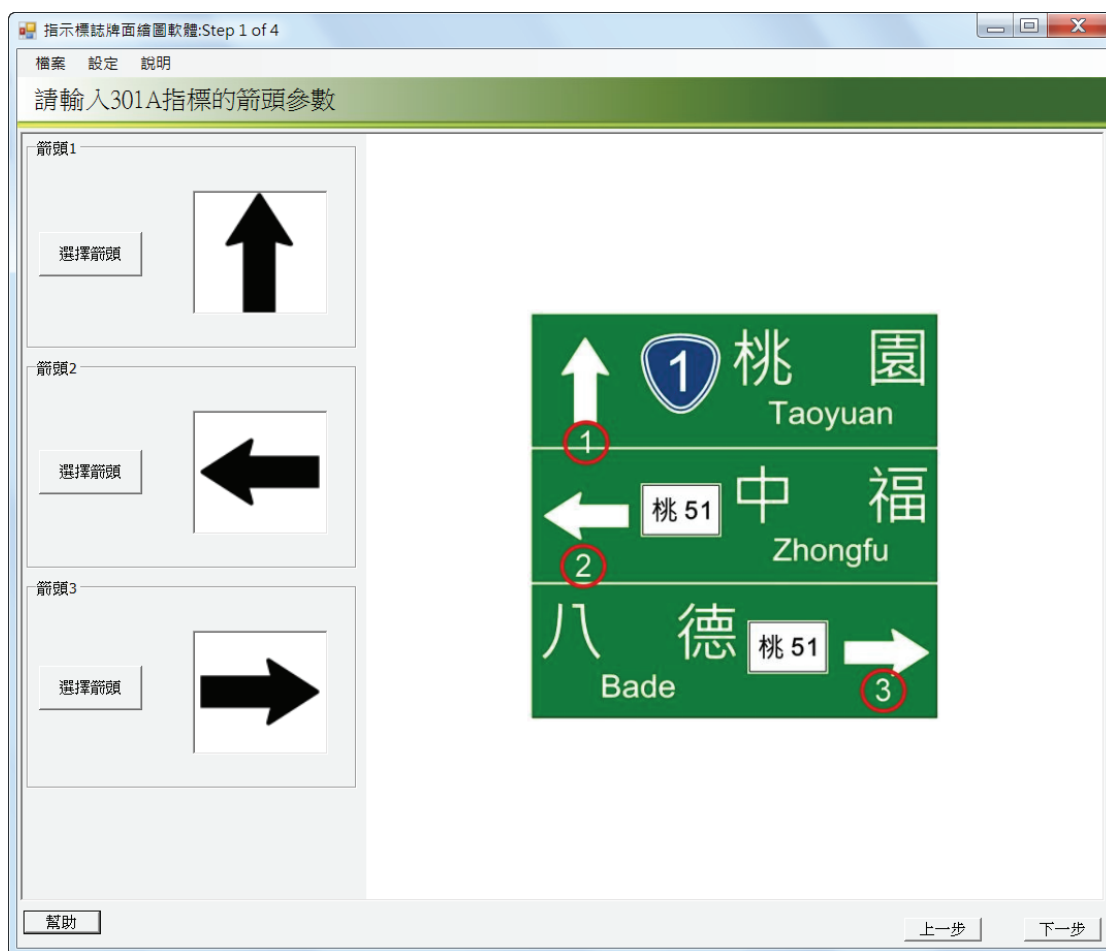 指示標誌牌面繪圖軟體:Step 1 of 4
檔案 設定 說明
請輸入301A指標的箭頭參數
箭頭1
選擇箭頭
箭頭2
選擇箭頭
箭頭3
選擇箭頭
1 桃園
Taoyuan
1
桃 51 中福
Zhongfu
2
八德 桃 51
Bade
3
幫助
上一步 下一步